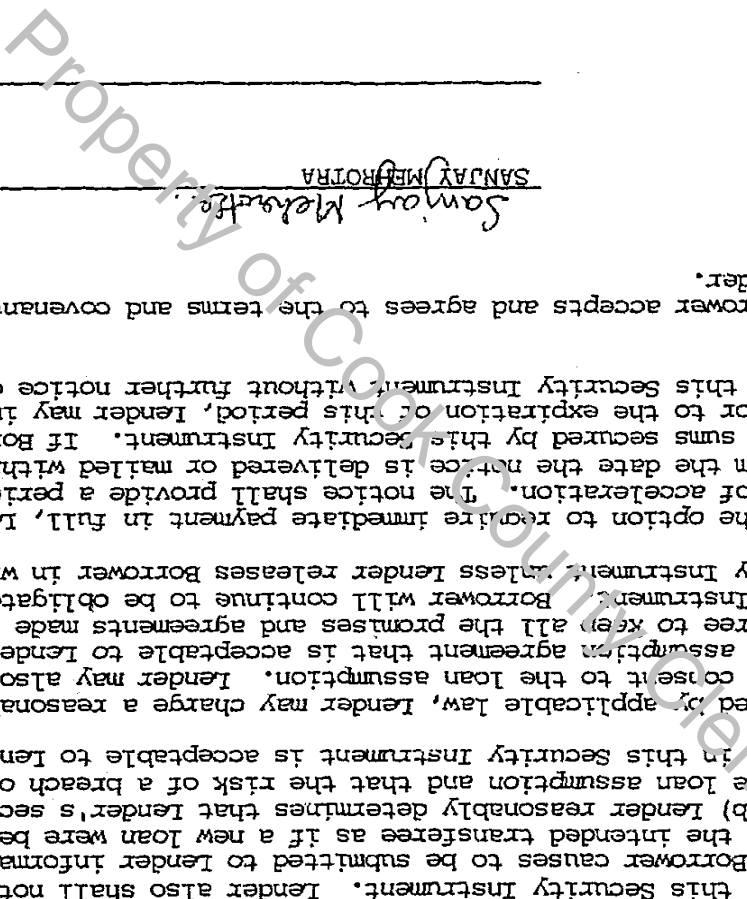 this Security Instrument. Lender also shall not
Borrower causes to be submitted to Lender informa
the intended transferee as if a new loan were be
b) Lender reasonably determines that Lender's sec
e loan assumption and that the risk of a breach o
in this Security Instrument is acceptable to Len
ed by applicable law, Lender may charge a reasona
consent to the loan assumption. Lender may also
assumption agreement that is acceptable to Lende
ree to keep all the promises and agreements made
Instrument. Borrower will continue to be obligate
y Instrument unless Lender releases Borrower in w
he option to require immediate payment in full, L
of acceleration. The notice shall provide a peri
m the date the notice is delivered or mailed with
sums secured by this Security Instrument. If Bo
or to the expiration of this period, Lender may i
this Security Instrument without further notice o
rower accepts and agrees to the terms and covenan
der.
Sanjay Mehrotra
SANJAY MEHROTRA
Property of Cook County Cler